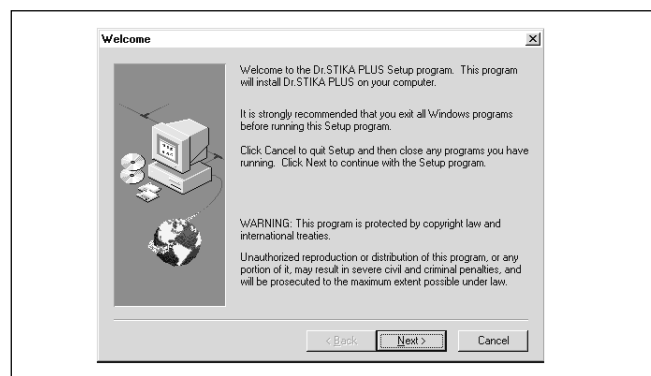 Welcome
Welcome to the Dr.STIKA PLUS Setup program. This program
will install Dr.STIKA PLUS on your computer.
It is strongly recommended that you exit all Windows programs
before running this Setup program.
Click Cancel to quit Setup and then close any programs you have
running. Click Next to continue with the Setup program.
WARNING: This program is protected by copyright law and
international treaties.
Unauthorized reproduction or distribution of this program, or any
portion of it, may result in severe civil and criminal penalties, and
will be prosecuted to the maximum extent possible under law.
< Back Next > Cancel